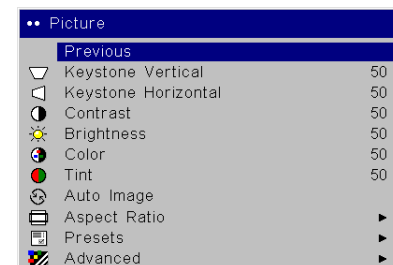 •• Picture
Previous
Keystone Vertical 50
Keystone Horizontal 50
Contrast 50
Brightness 50
Color 50
Tint 50
Auto Image
Aspect Ratio ►
Presets ►
Advanced ►